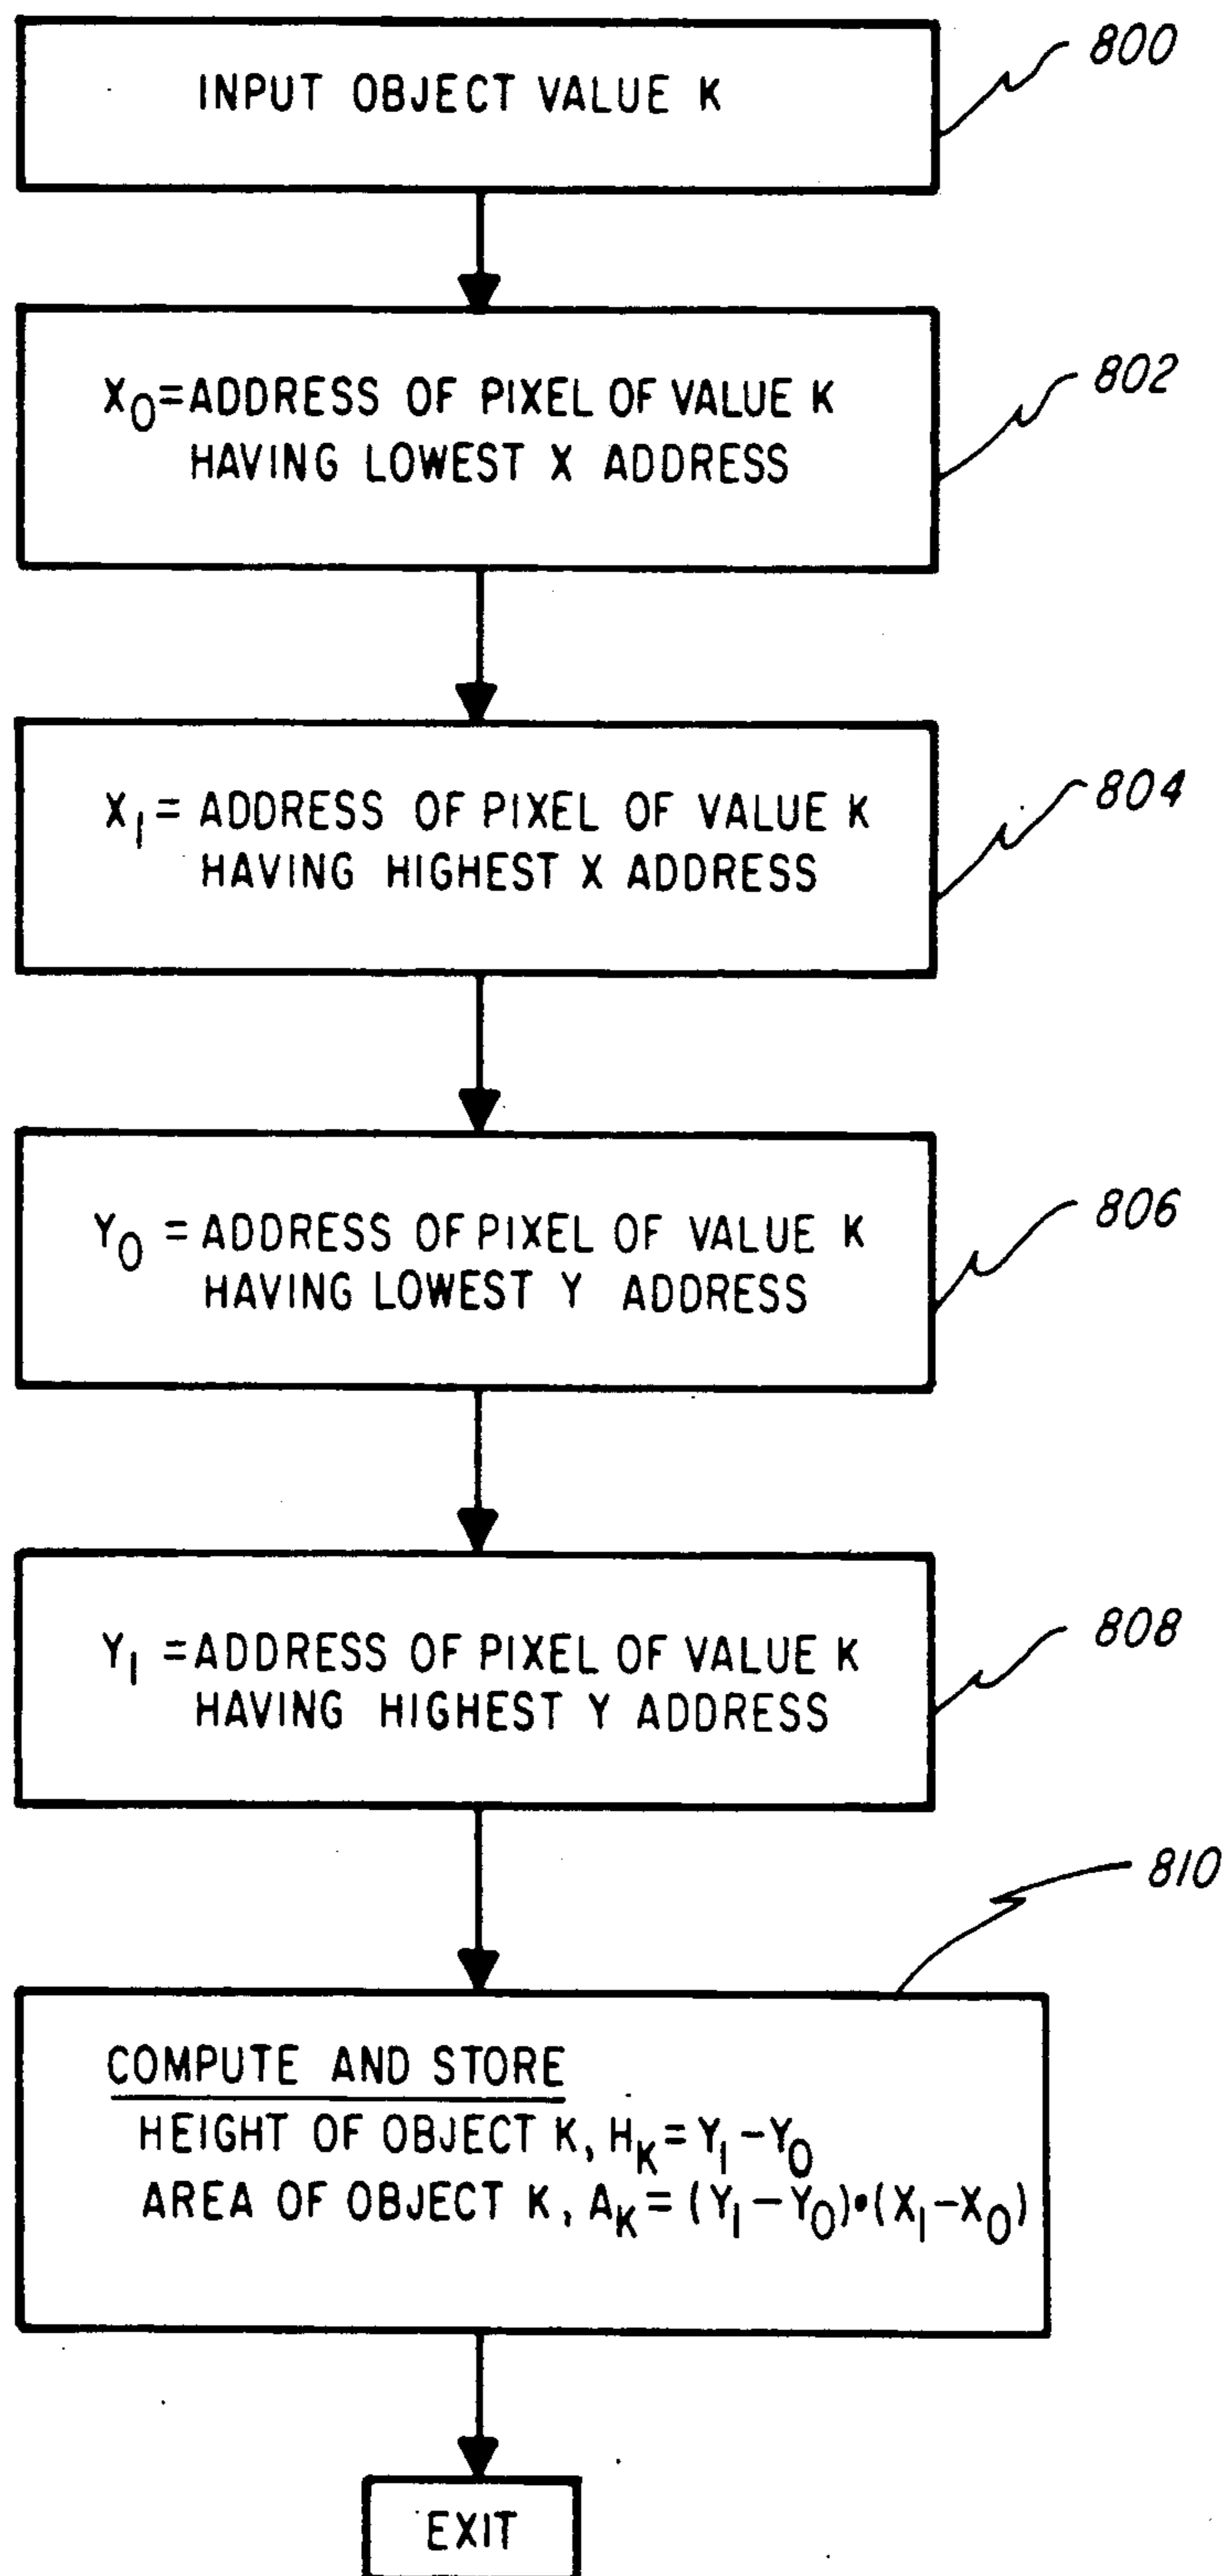 INPUT OBJECT VALUE K
800
X₀=ADDRESS OF PIXEL OF VALUE K
HAVING LOWEST X ADDRESS
802
X₁= ADDRESS OF PIXEL OF VALUE K
HAVING HIGHEST X ADDRESS
804
Y₀ = ADDRESS OF PIXEL OF VALUE K
HAVING LOWEST Y ADDRESS
806
Y₁ =ADDRESS OF PIXEL OF VALUE K
HAVING HIGHEST Y ADDRESS
808
810
COMPUTE AND STORE
HEIGHT OF OBJECT K, Hₖ=Y₁-Y₀
AREA OF OBJECT K, Aₖ=(Y₁-Y₀)•(X₁-X₀)
EXIT